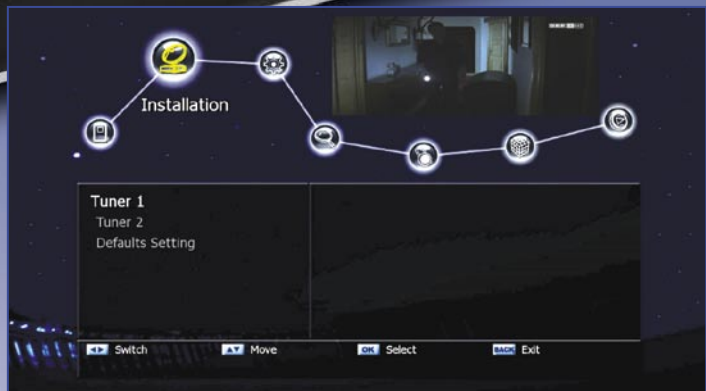 Installation
Tuner 1
Tuner 2
Defaults Setting
Switch
Move
OK Select
BACK Exit